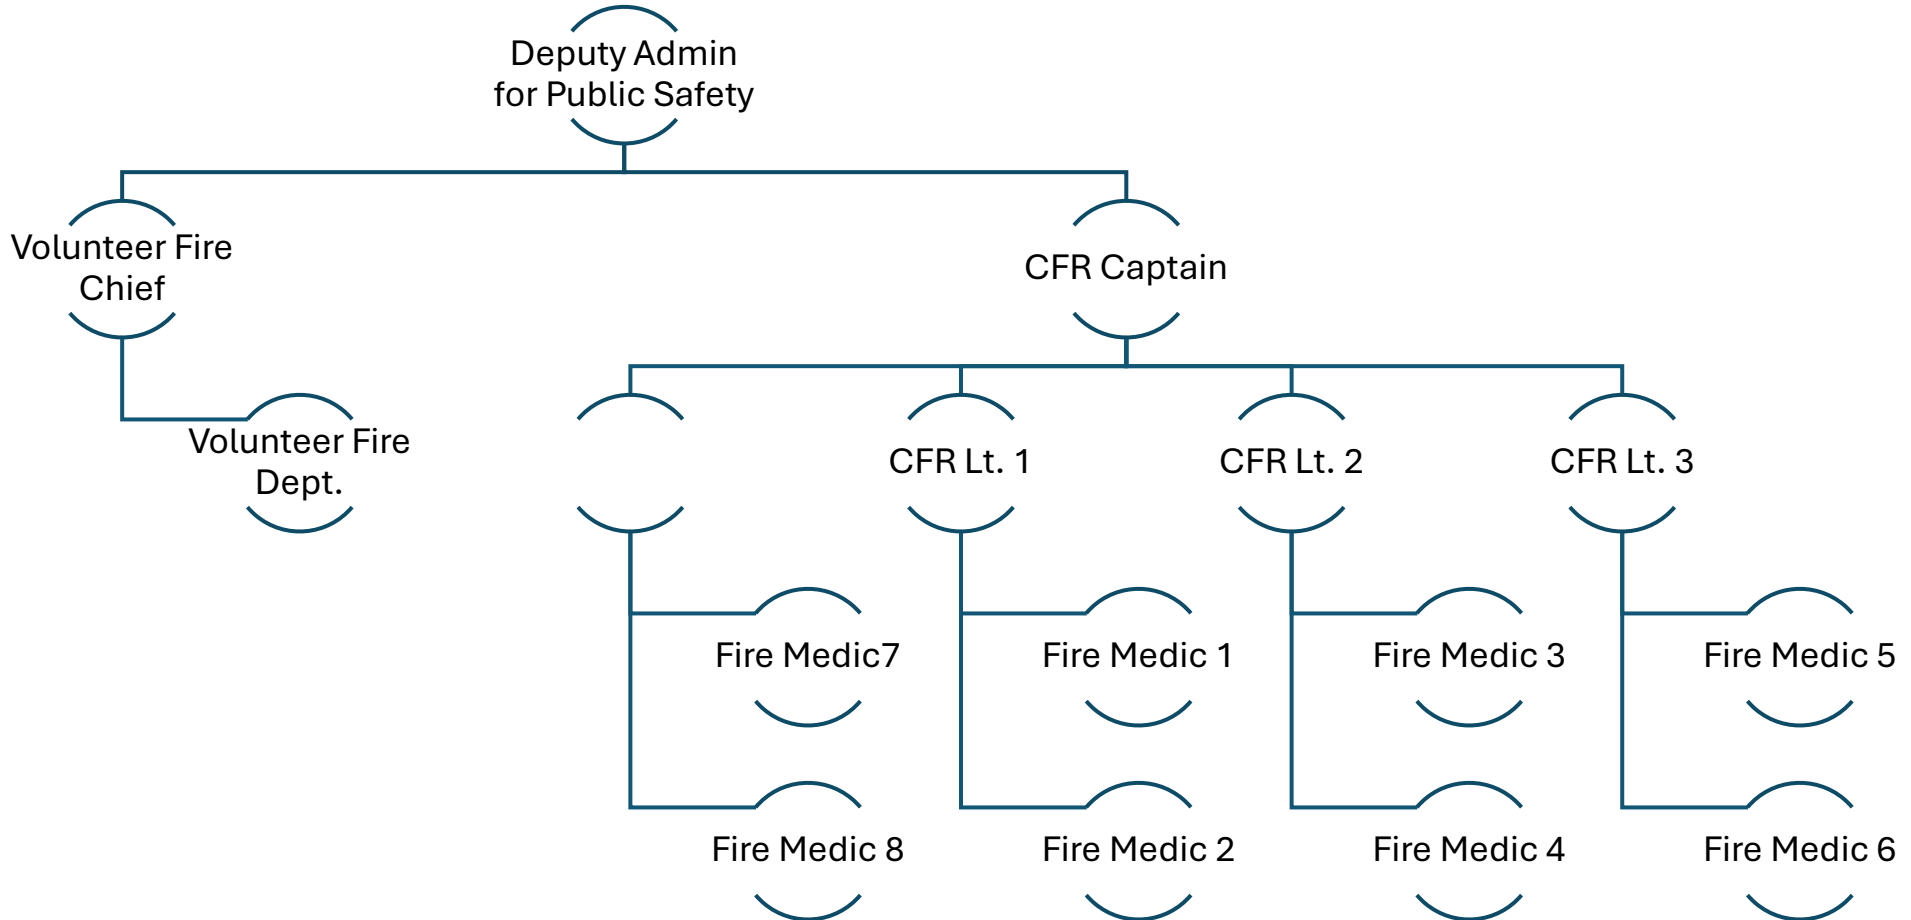 Deputy Admin
for Public Safety
Volunteer Fire
Chief
CFR Captain
Volunteer Fire
Dept.
CFR Lt. 1
CFR Lt. 2
CFR Lt. 3
Fire Medic7
Fire Medic 1
Fire Medic 3
Fire Medic 5
Fire Medic 8
Fire Medic 2
Fire Medic 4
Fire Medic 6